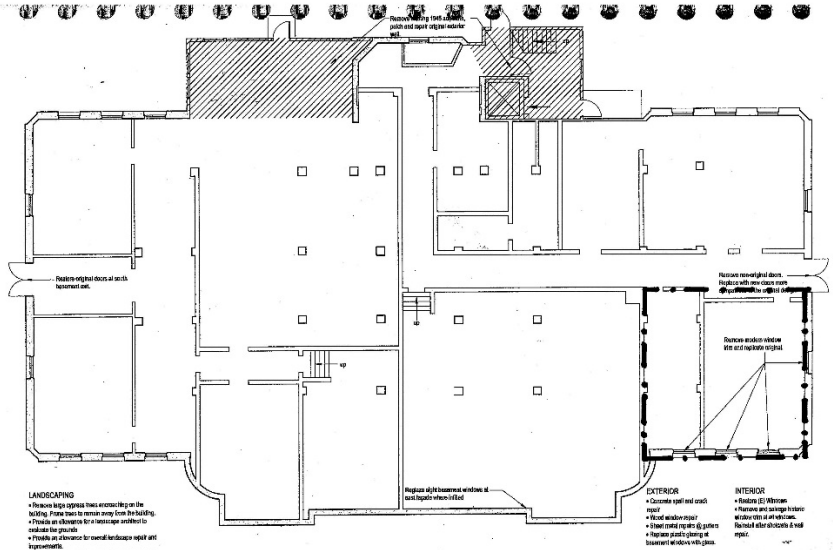 Remove existing 1945 addition,
patch and repair original exterior
wall.
up
Restore original doors at south
basement exit.
Remove non-original doors.
Replace with new doors more
up
up
Remove modern window
trim and replicate original.
Replace eight basement windows at
east façade where infilled
LANDSCAPING
• Remove large cypress trees encroaching on the
building. Prune trees to remain away from the building.
• Provide an allowance for a landscape architect to
evaluate the grounds
• Provide an allowance for overall landscape repair and
improvements.
EXTERIOR
• Concrete spall and crack
repair
• Wood window repair
• Sheet metal repairs @ gutters
• Replace plastic glazing at
basement windows with glass.
INTERIOR
• Restore (E) Windows
• Remove and salvage historic
window trim at all windows.
Reinstall after shotcrete & wall
repair.